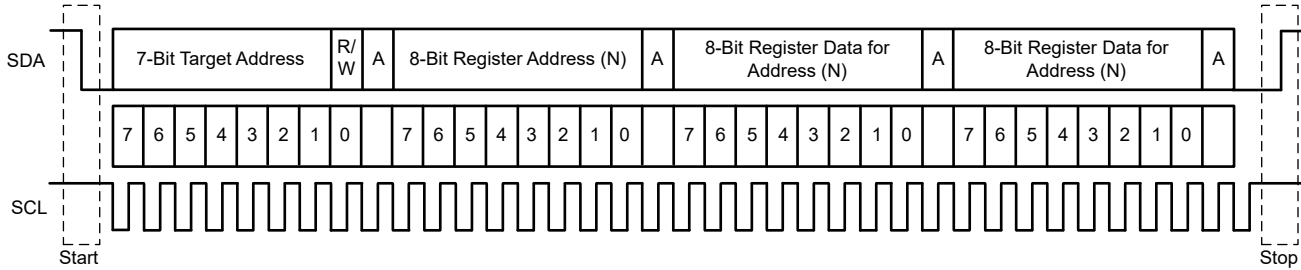 SDA
7-Bit Target Address
R/
W
A
8-Bit Register Address (N)
A
8-Bit Register Data for
Address (N)
A
8-Bit Register Data for
Address (N)
A
7 6 5 4 3 2 1 0 7 6 5 4 3 2 1 0 7 6 5 4 3 2 1 0 7 6 5 4 3 2 1 0
SCL
Start
Stop